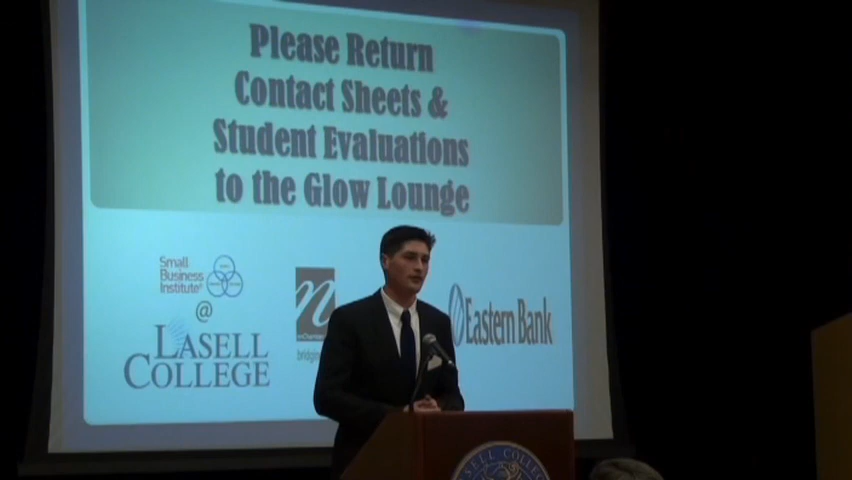 Please Return
Contact Sheets &
Student Evaluations
to the Glow Lounge
Small
Business
Institute®
@
LASELL
COLLEGE
n
Eastern Bank